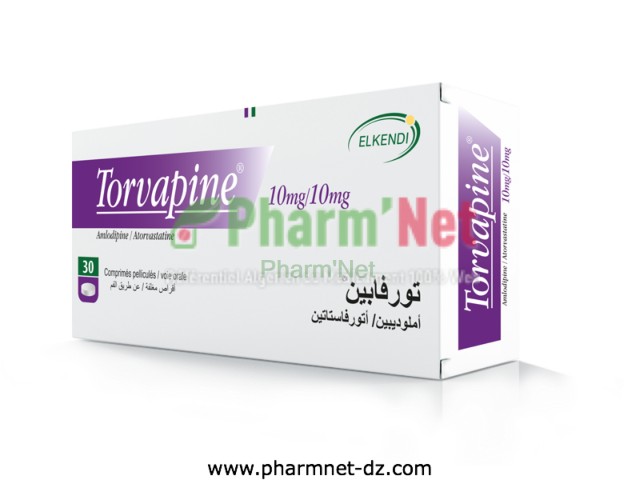 ELKENDI
Torvapine®
10mg/10mg
Amlodipine / Atorvastatine
Pharm'Net
Pharm'Net
30
Comprimés pelliculés / voie orale
أقراص مغلفة / عن طريق الفم
تورفابين
أملوديبين/ أتورفاستاتين
Torvapine®
10mg/10mg
Amlodipine / Atorvastatine
www.pharmnet-dz.com